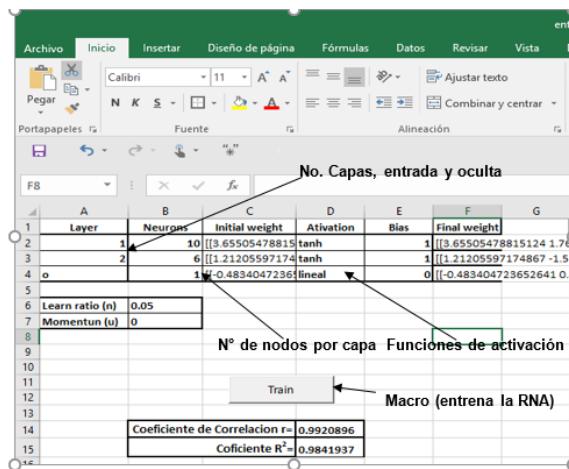 ent
Archivo Inicio Insertar Diseño de página Fórmulas Datos Revisar Vista
Pegar Calibri 11 A A Ajustar texto
N K S A Combinar y centrar
Portapapeles Fuente Alineación
No. Capas, entrada y oculta
F8 fx
A B C D E F G
1 Layer Neurons Initial weight Ativation Bias Final weight
2 1 10 [[3.65505478815 tanh 1 [[3.65505478815124 1.76
3 2 6 [[1.21205597174 tanh 1 [[1.21205597174867 -1.5
4 o 1 [[-0.4834047236 lineal 0 [[-0.48340472365264 0.
5
6 Learn ratio (n) 0.05
7 Momentun (u) 0
8
N° de nodos por capa Funciones de activación
9
10
11
Train
12
Macro (entrena la RNA)
13
14 Coeficiente de Correlacion r= 0.9920896
15 Coficiente R²= 0.9841937